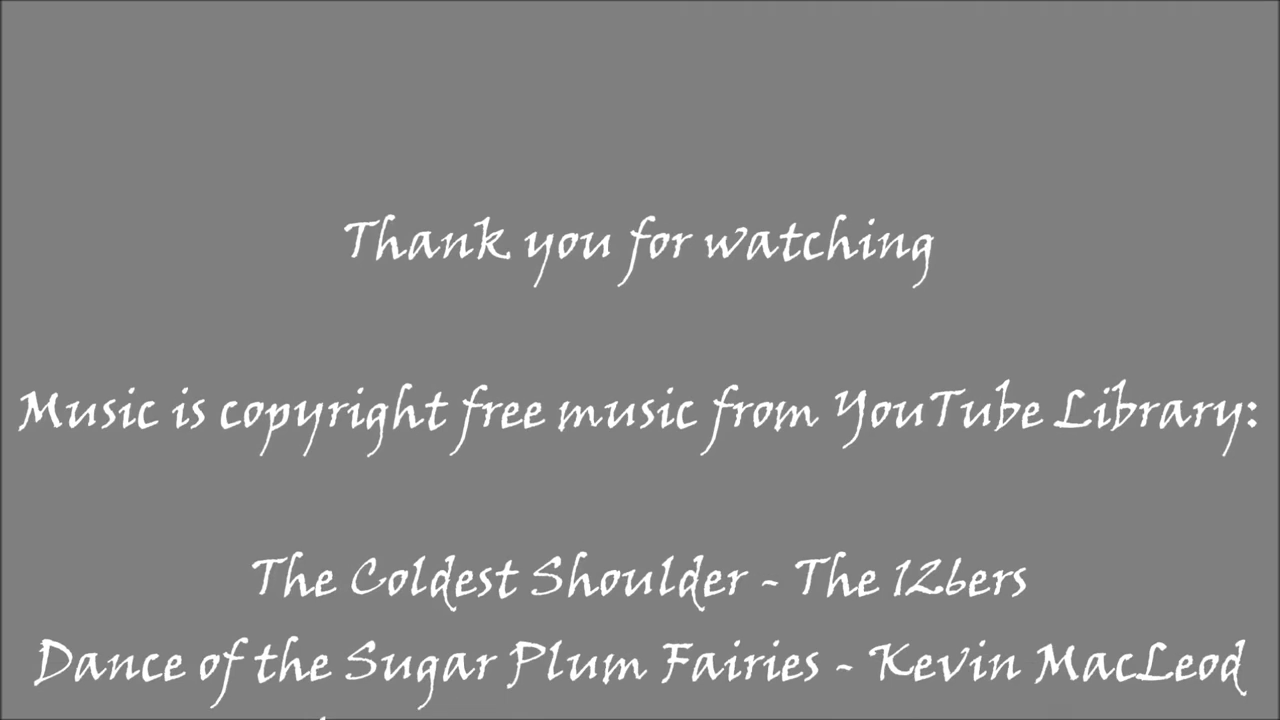 Thank you for watching
Music is copyright free music from YouTube Library:
The Coldest Shoulder - The 126ers
Dance of the Sugar Plum Fairies - Kevin MacLeod